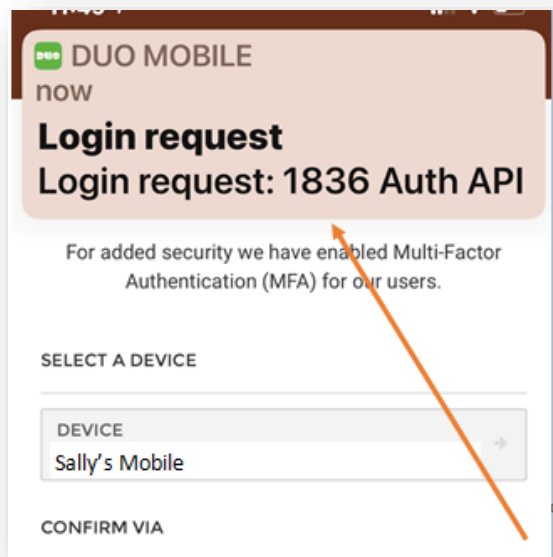 DUO MOBILE
now
Login request
Login request: 1836 Auth API
For added security we have enabled Multi-Factor
Authentication (MFA) for our users.
SELECT A DEVICE
DEVICE
Sally's Mobile
CONFIRM VIA